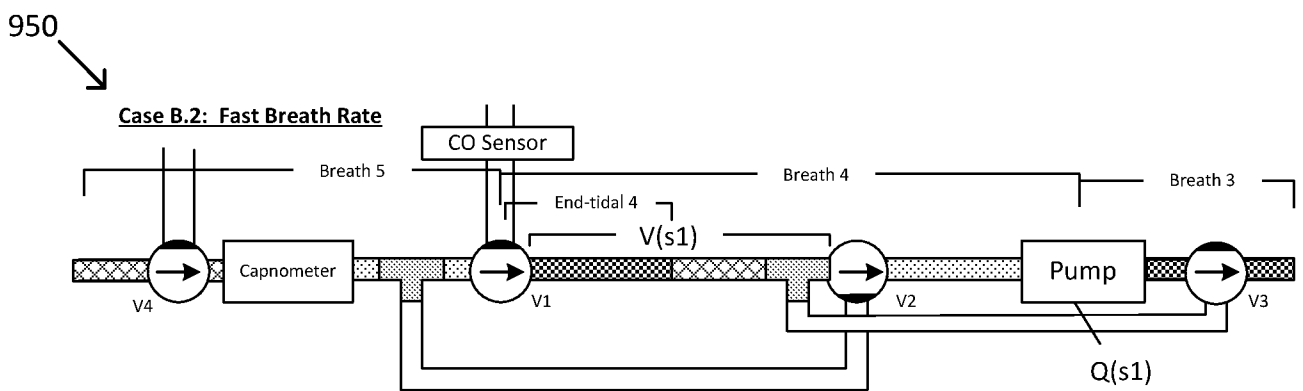 950
Case B.2: Fast Breath Rate
CO Sensor
Breath 5
Breath 4
Breath 3
End-tidal 4
V(s1)
Capnometer
Pump
V4
V1
V2
V3
Q(s1)